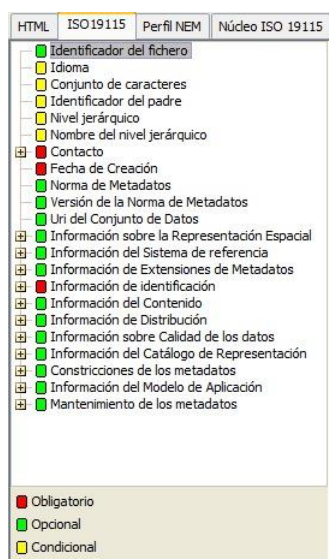 HTML ISO19115 Perfil NEM Núcleo ISO 19115
Identificador del fichero
Idioma
Conjunto de caracteres
Identificador del padre
Nivel jerárquico
Nombre del nivel jerárquico
Contacto
Fecha de Creación
Norma de Metadatos
Versión de la Norma de Metadatos
Uri del Conjunto de Datos
Información sobre la Representación Espacial
Información del Sistema de referencia
Información de Extensiones de Metadatos
Información de identificación
Información del Contenido
Información de Distribución
Información sobre Calidad de los datos
Información del Catálogo de Representación
Constricciones de los metadatos
Información del Modelo de Aplicación
Mantenimiento de los metadatos
Obligatorio
Opcional
Condicional